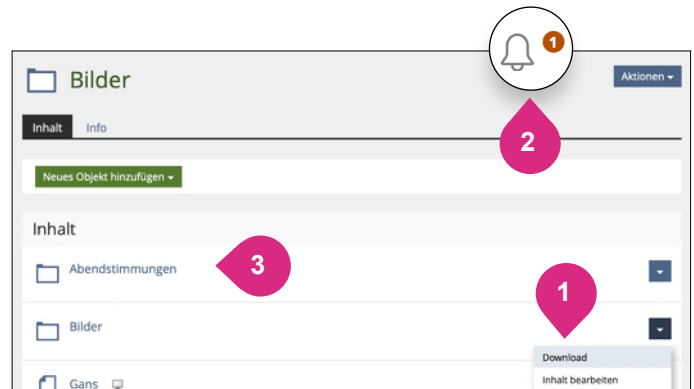 1
Bilder
Aktionen
Inhalt Info
2
Neues Objekt hinzufügen
Inhalt
Abendstimmungen
3
1
Bilder
Download
Inhalt bearbeiten
Gans